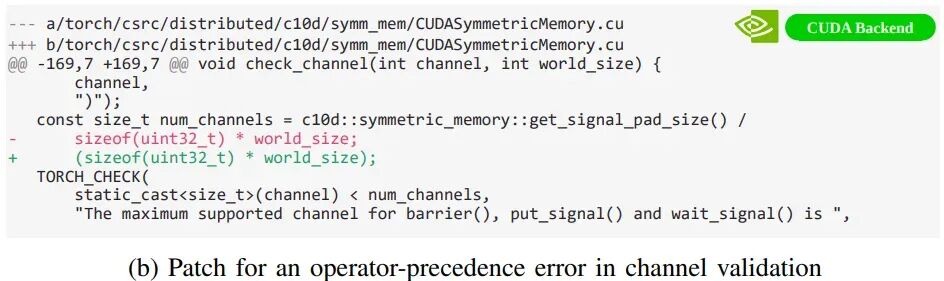 --- a/torch/csrc/distributed/c10d/symm_mem/CUDASymmetricMemory.cu
+++ b/torch/csrc/distributed/c10d/symm_mem/CUDASymmetricMemory.cu
CUDA Backend
@@ -169,7 +169,7 @@ void check_channel(int channel, int world_size) {
channel,
")");
const size_t num_channels = c10d::symmetric_memory::get_signal_pad_size() /
- sizeof(uint32_t) * world_size;
+ (sizeof(uint32_t) * world_size);
TORCH_CHECK(
static_cast<size_t>(channel) < num_channels,
"The maximum supported channel for barrier(), put_signal() and wait_signal() is ",
(b) Patch for an operator-precedence error in channel validation